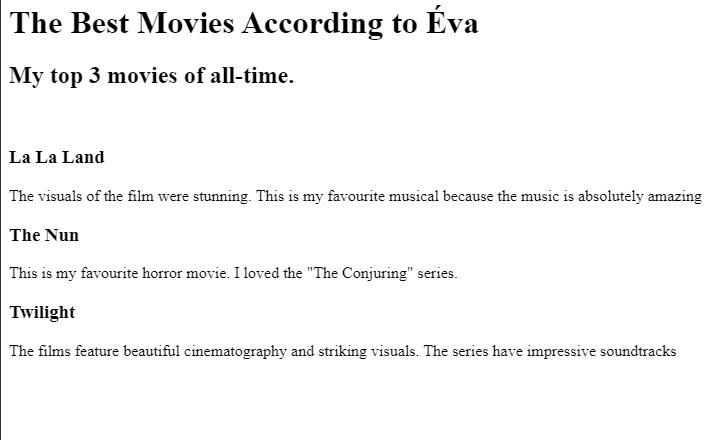 The Best Movies According to Éva
My top 3 movies of all-time.
La La Land
The visuals of the film were stunning. This is my favourite musical because the music is absolutely amazing
The Nun
This is my favourite horror movie. I loved the "The Conjuring" series.
Twilight
The films feature beautiful cinematography and striking visuals. The series have impressive soundtracks